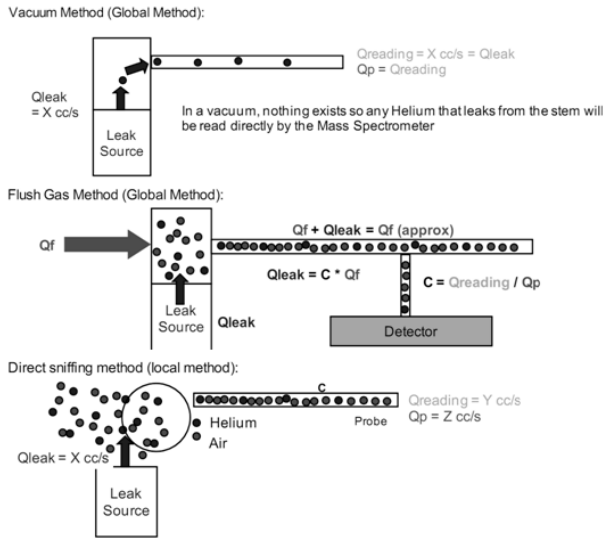 Vacuum Method (Global Method):
Qreading = X cc/s = Qleak
Qp = Qreading
Qleak
= X cc/s
In a vacuum, nothing exists so any Helium that leaks from the stem will
be read directly by the Mass Spectrometer
Leak
Source
Flush Gas Method (Global Method):
Qf + Qleak = Qf (approx)
Qf
Qleak = C * Qf
C = Qreading / Qp
Leak
Source
Qleak
Detector
Direct sniffing method (local method):
C
Qreading = Y cc/s
Helium
Probe
Qp = Z cc/s
Air
Qleak = X cc/s
Leak
Source